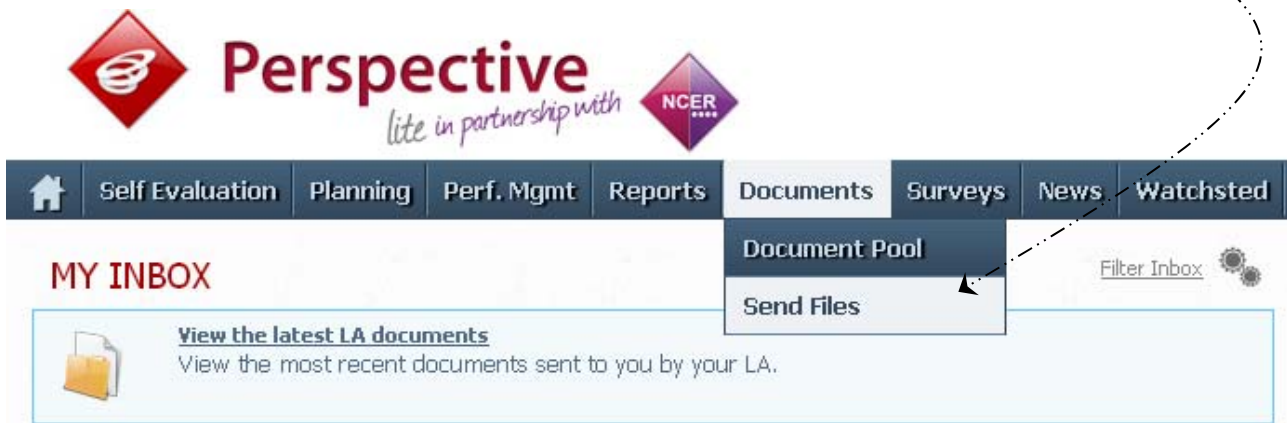 Perspective
lite in partnership with NCER
Self Evaluation Planning Perf. Mgmt Reports Documents Surveys News Watchsted
Document Pool
MY INBOX
Filter Inbox
Send Files
View the latest LA documents
View the most recent documents sent to you by your LA.